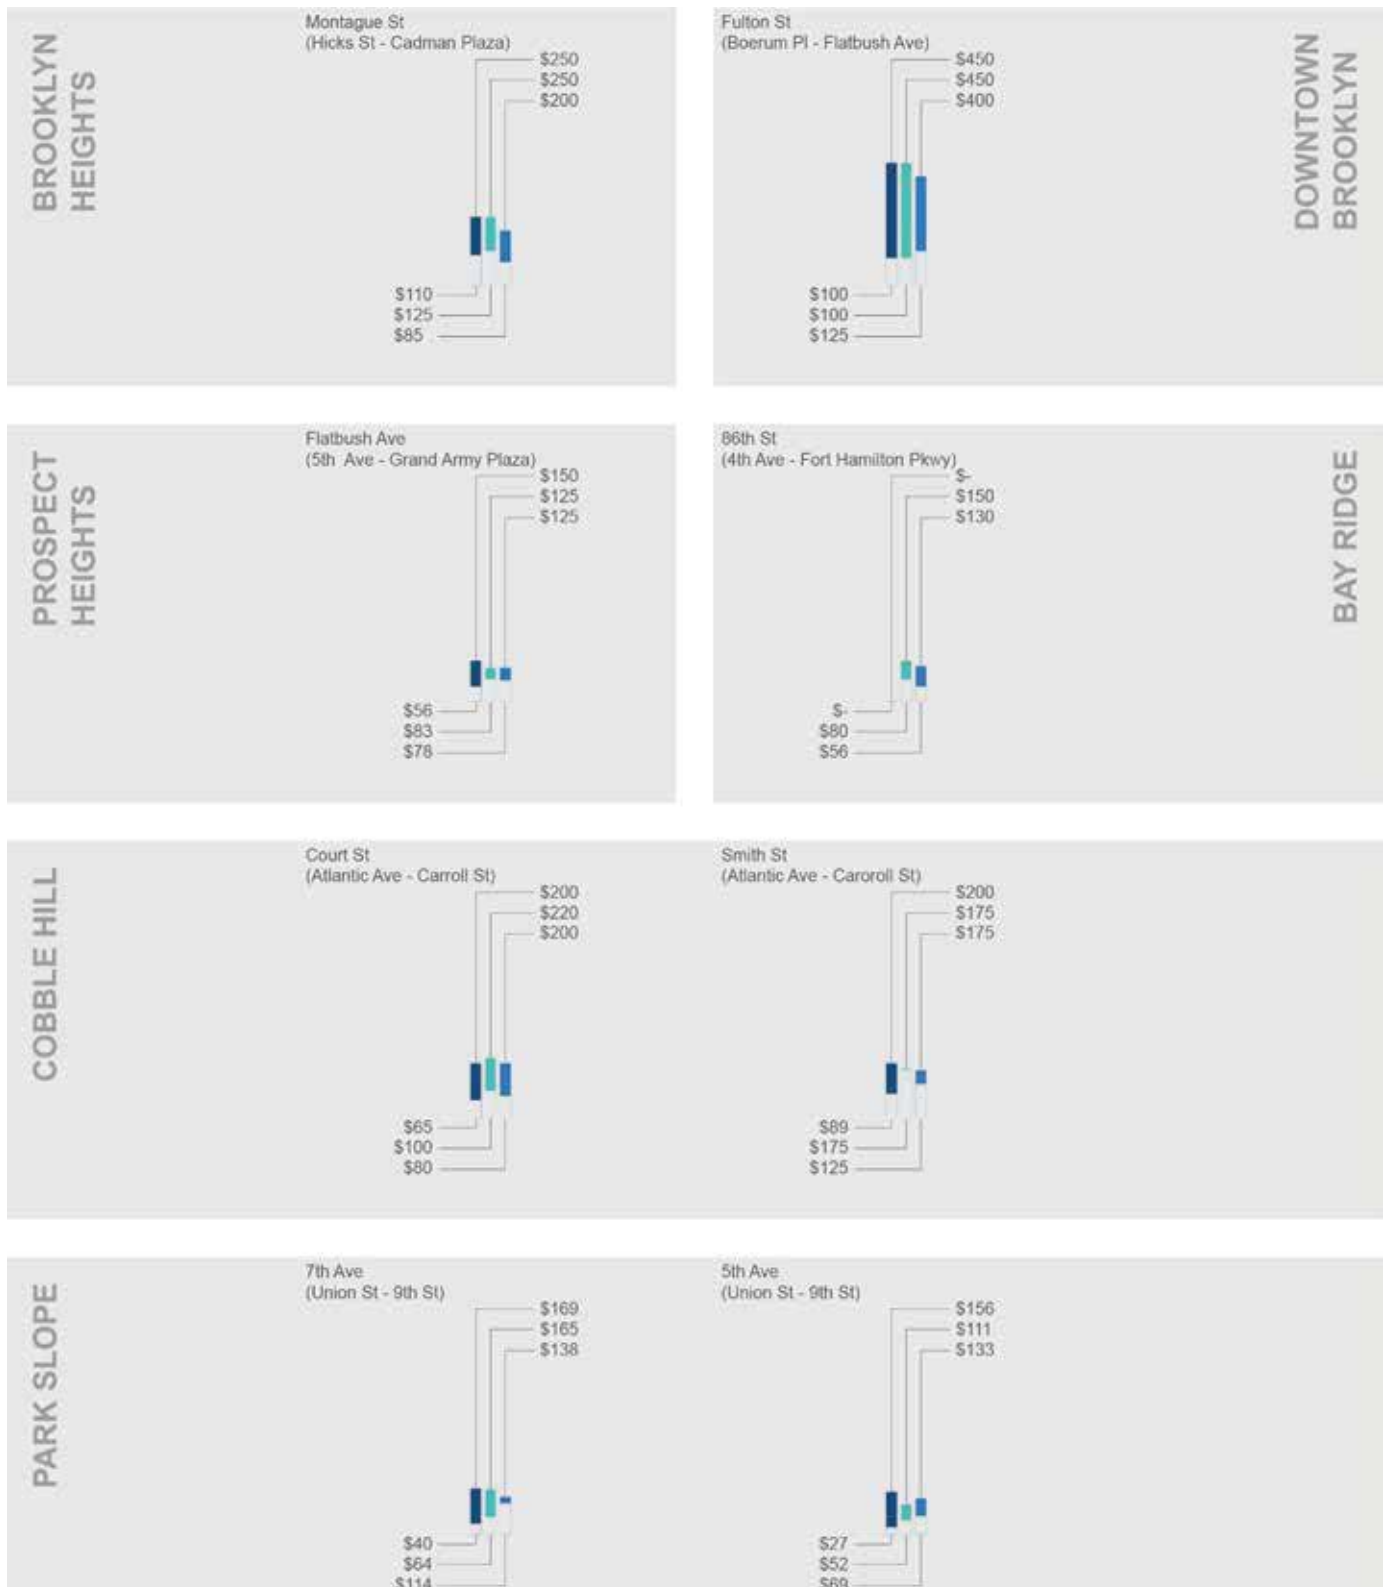 BROOKLYN
HEIGHTS
Montague St
(Hicks St - Cadman Plaza)
$250
$250
$200
$110
$125
$85
Fulton St
(Boerum Pl - Flatbush Ave)
$450
$450
$400
$100
$100
$125
DOWNTOWN
BROOKLYN
PROSPECT
HEIGHTS
Flatbush Ave
(5th Ave - Grand Army Plaza)
$150
$125
$125
$56
$83
$78
86th St
(4th Ave - Fort Hamilton Pkwy)
$-
$150
$130
$-
$80
$56
BAY RIDGE
COBBLE HILL
Court St
(Atlantic Ave - Carroll St)
$200
$220
$200
$65
$100
$80
Smith St
(Atlantic Ave - Caroroll St)
$200
$175
$175
$89
$175
$125
PARK SLOPE
7th Ave
(Union St - 9th St)
$169
$165
$138
$40
$64
$114
5th Ave
(Union St - 9th St)
$156
$111
$133
$27
$52
$69